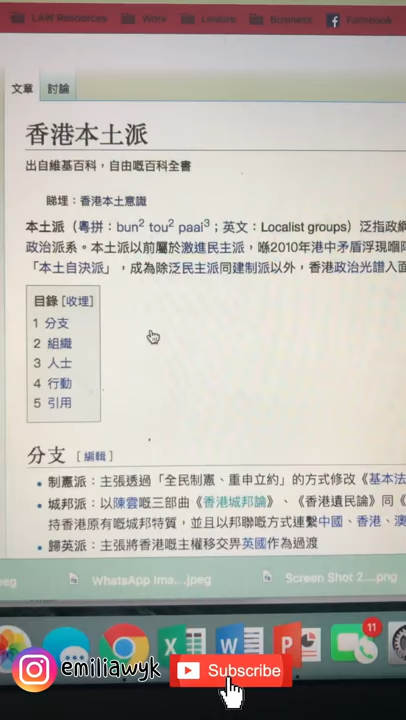 LAW Resources Work Leisure Business Facebook
文章 討論
香港本土派
出自維基百科，自由嘅百科全書
睇埋：香港本土意識
本土派（粵拼：bun2 tou2 paai3；英文：Localist groups）泛指政
政治派系。本土派以前屬於激進民主派，喺2010年港中矛盾浮現嗰
「本土自決派」，成為除泛民主派同建制派以外，香港政治光譜入面
目錄 [收埋]
1 分支
2 組織
3 人士
4 行動
5 引用
分支 [編輯]
制憲派：主張透過「全民制憲、重申立約」的方式修改《基本法
城邦派：以陳雲嘅三部曲《香港城邦論》、《香港遺民論》同《
持香港原有嘅城邦特質，並且以邦聯嘅方式連繫中國、香港、澳
歸英派：主張將香港嘅主權移交畀英國作為過渡
peg WhatsApp Ima....jpeg Screen Shot 2....png
11
emiliawyk Subscribe